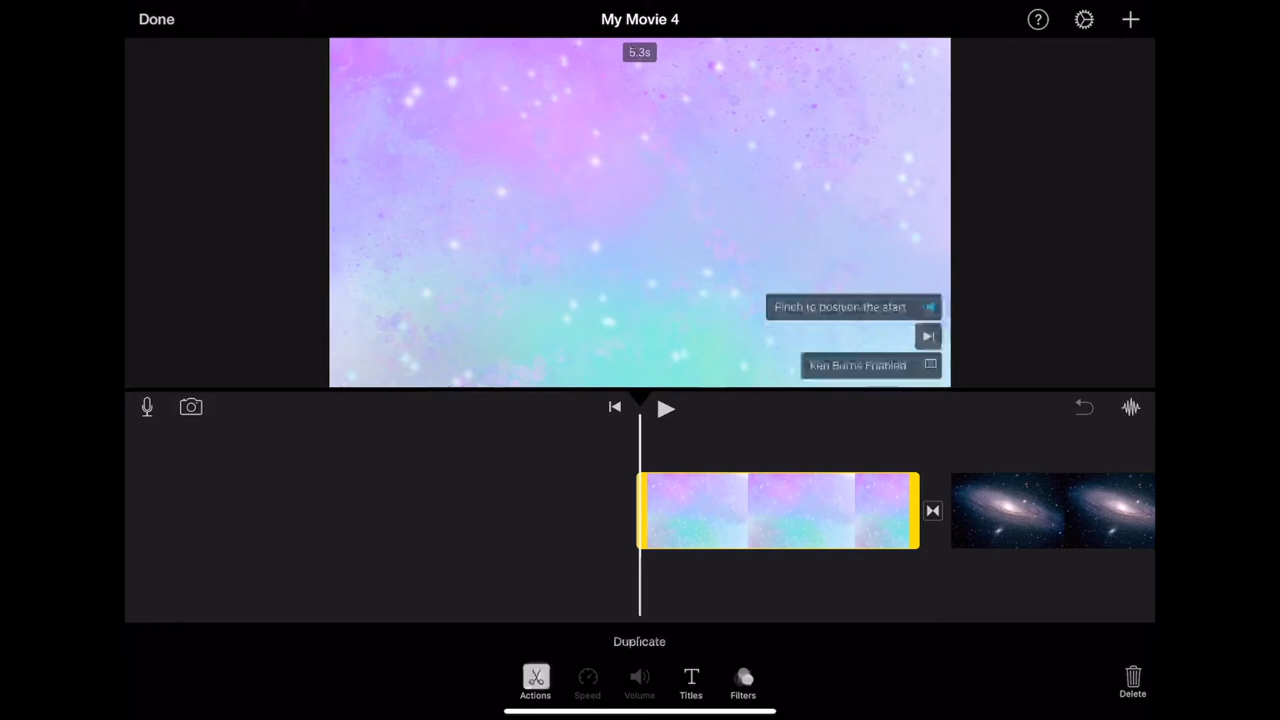 Done
My Movie 4
?
5.3s
Pinch to position the start
Ken Burns Enabled
Duplicate
Actions
Speed
Volume
T
Titles
Filters
Delete